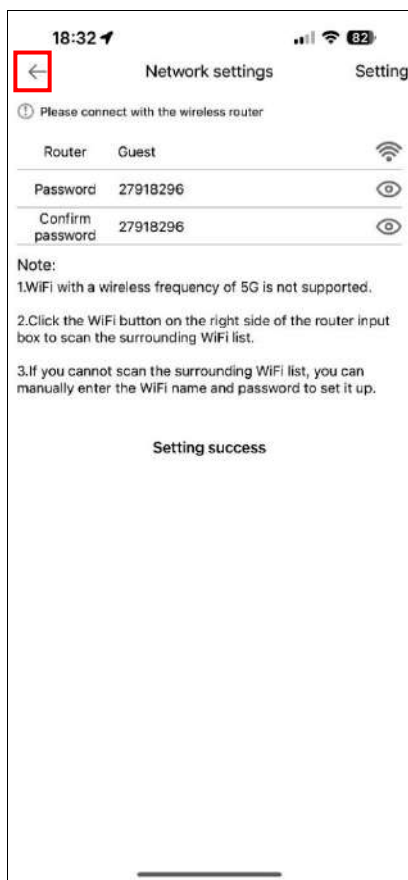 18:32
82
Network settings
Setting
Please connect with the wireless router
Router Guest
Password 27918296
Confirm
password 27918296
Note:
1.WiFi with a wireless frequency of 5G is not supported.
2.Click the WiFi button on the right side of the router input
box to scan the surrounding WiFi list.
3.If you cannot scan the surrounding WiFi list, you can
manually enter the WiFi name and password to set it up.
Setting success